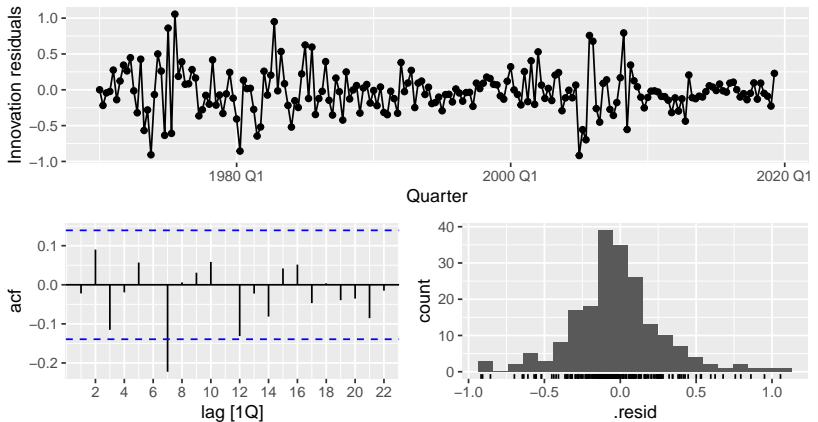 Innovation residuals
1.0
0.5
0.0
−0.5
−1.0
1980 Q1 2000 Q1 2020 Q1
Quarter
acf
0.1
0.0
−0.1
−0.2
2 4 6 8 10 12 14 16 18 20 22
lag [1Q]
count
40
30
20
10
0
−1.0 −0.5 0.0 0.5 1.0
.resid